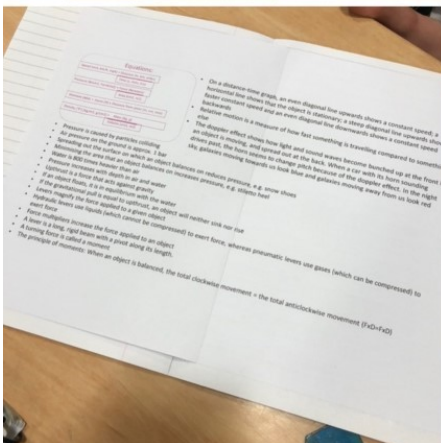 Equations:
• Pressure is caused by particles colliding
• Air pressure on the ground is approx. 1 bar
• Spreading out the surface on which an object balances on reduces pressure, e.g. snow shoes
• Minimising the area that an object balances on increases pressure, e.g. stiletto heel
• Water is 800 times heavier than air
• Pressure increases with depth in air and water
• Upthrust is a force that acts against gravity
• If an object floats, it is in equilibrium with the water
• If the gravitational pull is equal to upthrust, an object will neither sink nor rise
• Levers magnify the force applied to a given object
• Hydraulic levers use liquids (which cannot be compressed) to exert force, whereas pneumatic levers use gases (which can be compressed) to
exert force
• Force multipliers increase the force applied to an object
• A lever is a long, rigid beam with a pivot along its length.
• A turning force is called a moment
• The principle of moments: When an object is balanced, the total clockwise movement = the total anticlockwise movement (FxD=FxD)
• On a distance-time graph, an even diagonal line upwards shows a constant speed; a
horizontal line shows that the object is stationary; a steep diagonal line upwards shows
faster constant speed and an even diagonal line downwards shows a constant speed
backwards
• Relative motion is a measure of how fast something is travelling compared to something
else
• The doppler effect shows how light and sound waves become bunched up at the front
an object is moving, and spread out at the back. When a car with its horn sounding
drives past, the horn seems to change pitch because of the doppler effect. In the night
sky, galaxies moving towards us look blue and galaxies moving away from us look red